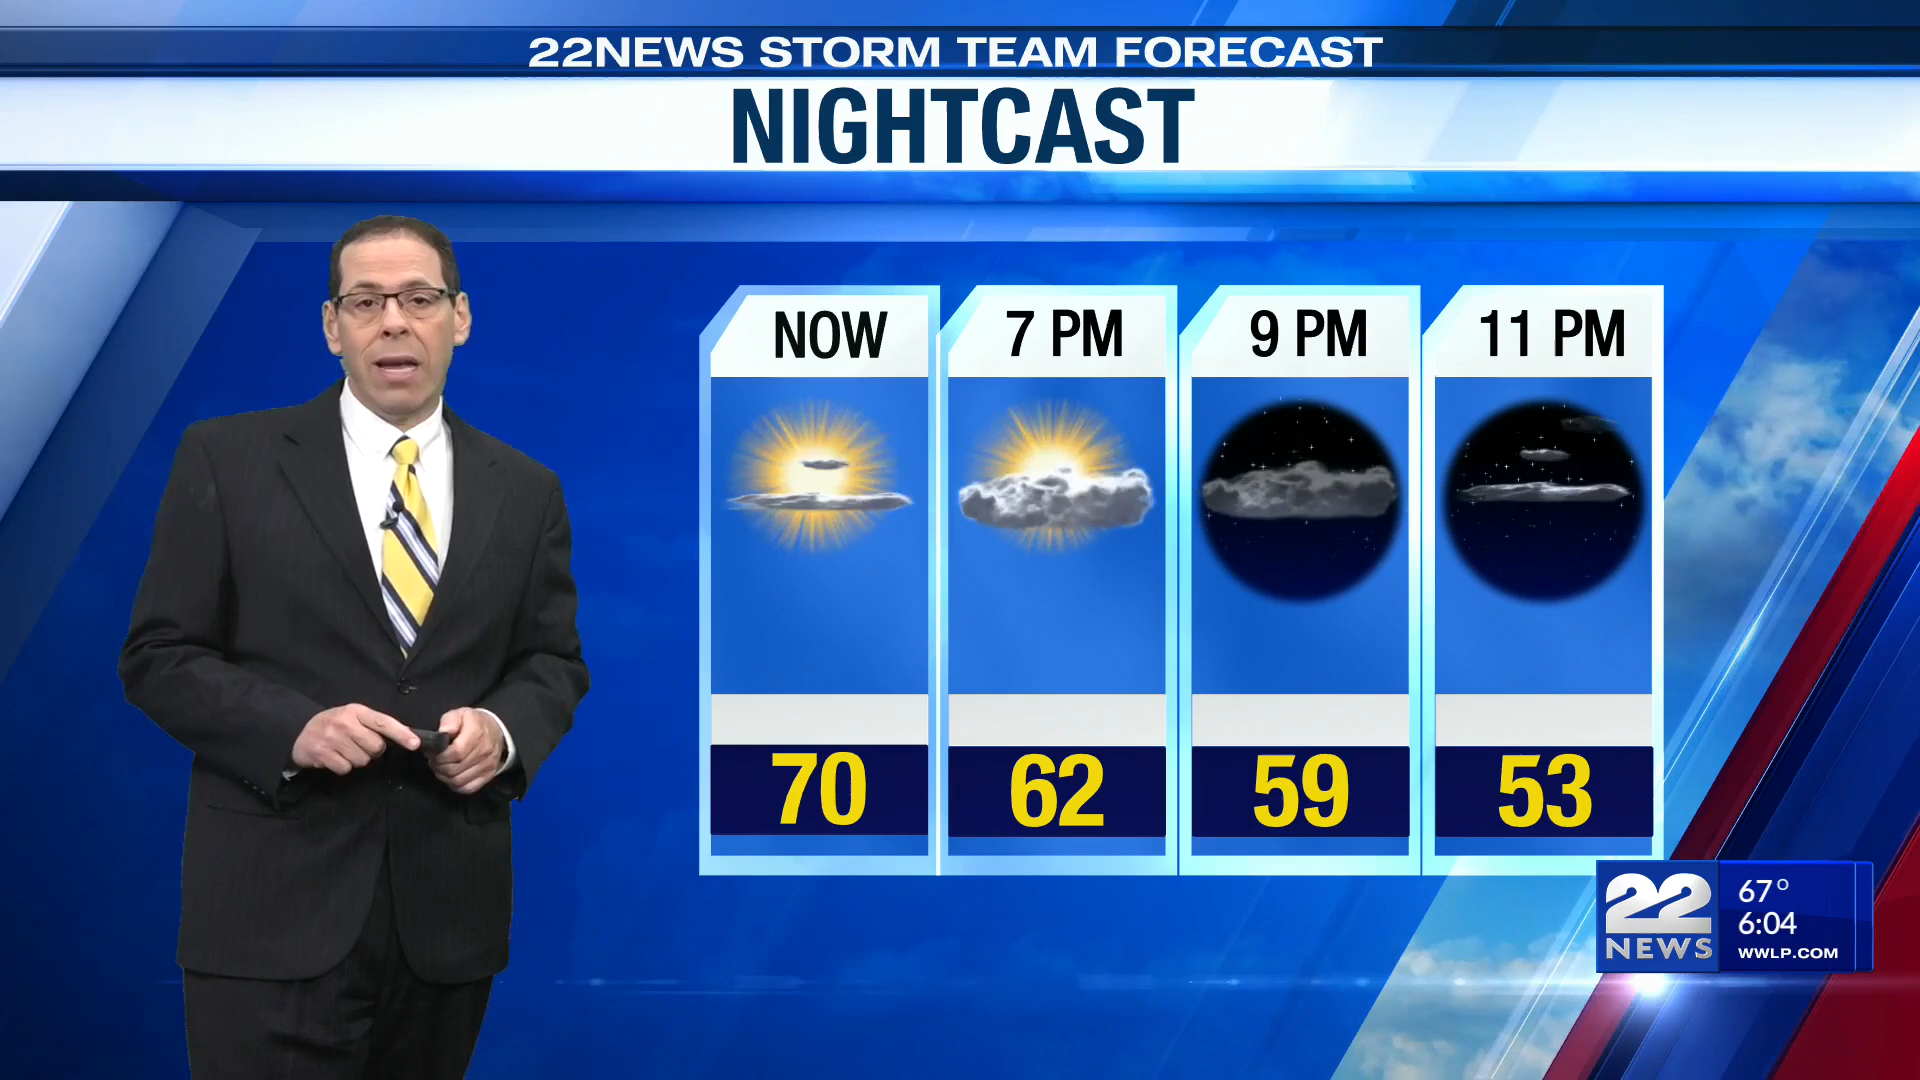 22NEWS STORM TEAM FORECAST
NIGHTCAST
NOW
7 PM
9 PM
11 PM
70
62
59
53
22
NEWS
67°
6:04
WWLP.COM